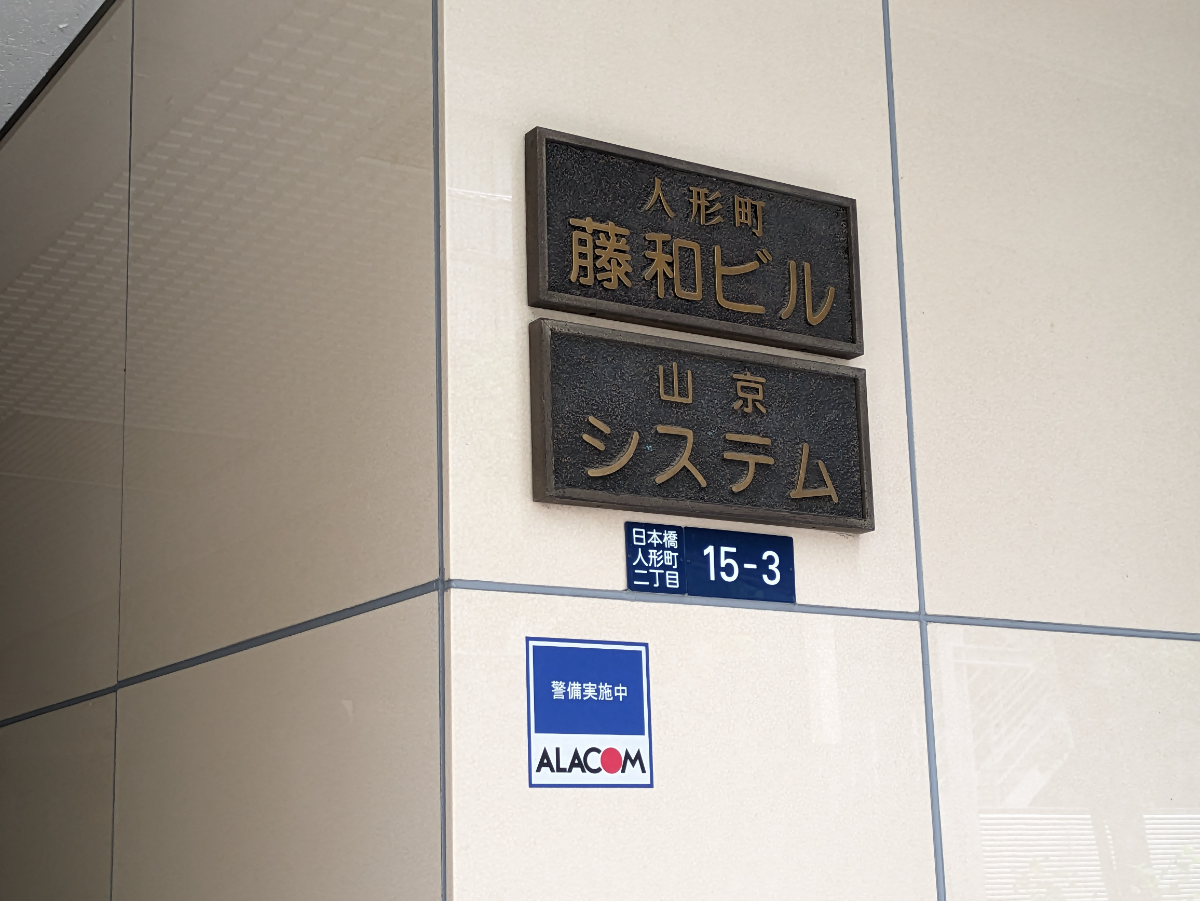 人形町
藤和ビル
山京
システム
日本橋
人形町
二丁目
15-3
警備実施中
ALACOM